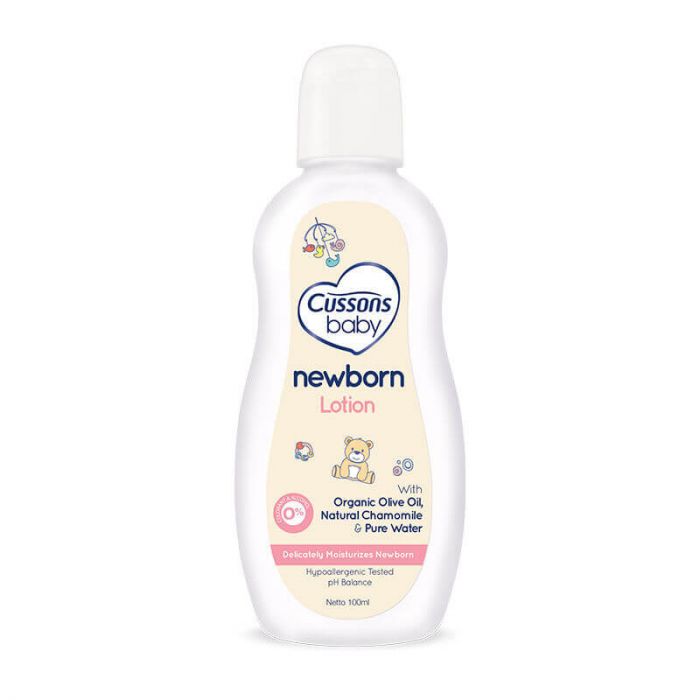 Cussons
baby
newborn
Lotion
With
Organic Olive Oil,
Natural Chamomile
& Pure Water
0%
Delicately Moisturizes Newborn
Hypoallergenic Tested
pH Balance
Netto 100ml